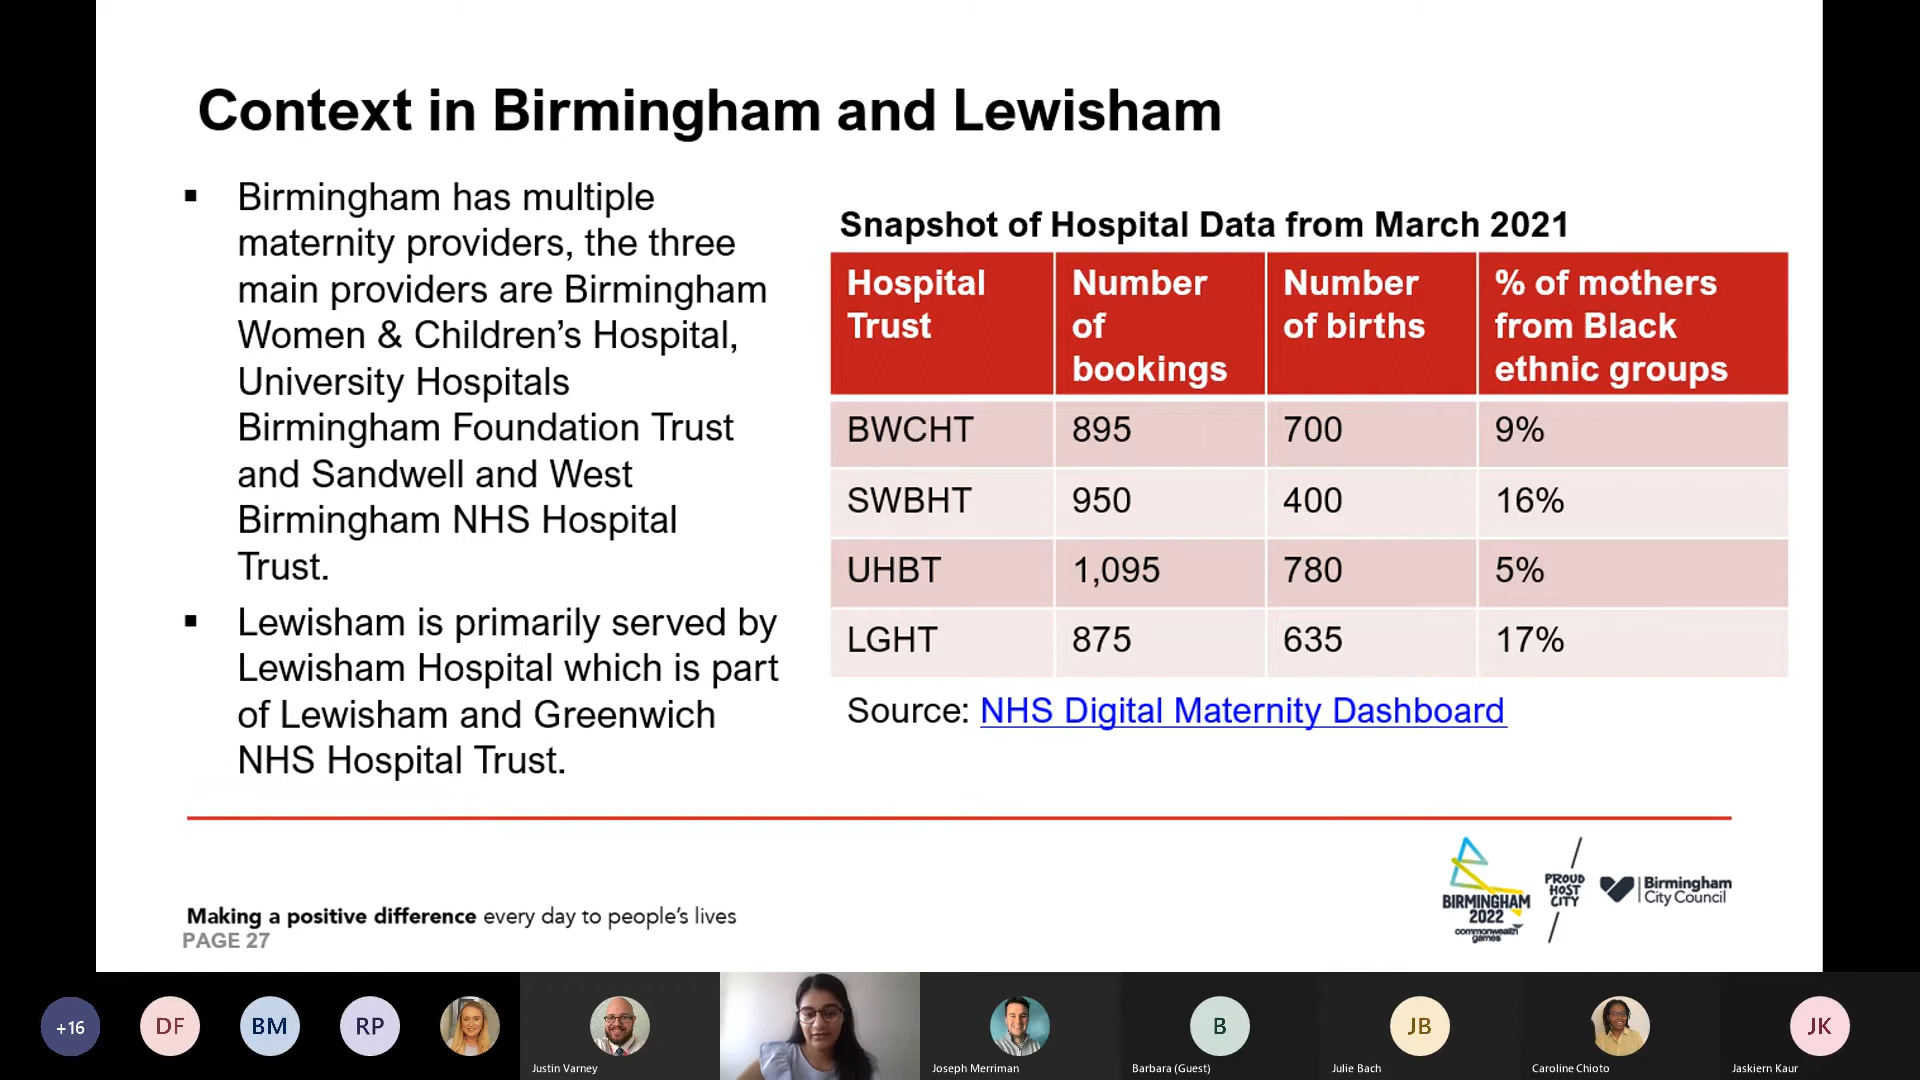 Context in Birmingham and Lewisham
▪ Birmingham has multiple
maternity providers, the three
main providers are Birmingham
Women & Children’s Hospital,
University Hospitals
Birmingham Foundation Trust
and Sandwell and West
Birmingham NHS Hospital
Trust.
▪ Lewisham is primarily served by
Lewisham Hospital which is part
of Lewisham and Greenwich
NHS Hospital Trust.
Snapshot of Hospital Data from March 2021
Hospital Trust | Number of bookings | Number of births | % of mothers from Black ethnic groups
BWCHT 895 700 9%
SWBHT 950 400 16%
UHBT 1,095 780 5%
LGHT 875 635 17%
Source: NHS Digital Maternity Dashboard
BIRMINGHAM
2022
commonwealth
games
PROUD
HOST
CITY
Birmingham
City Council
Making a positive difference every day to people’s lives
PAGE 27
+16 DF BM RP B JB JK
Justin Varney Joseph Merriman Barbara (Guest) Julie Bach Caroline Chioto Jaskiern Kaur